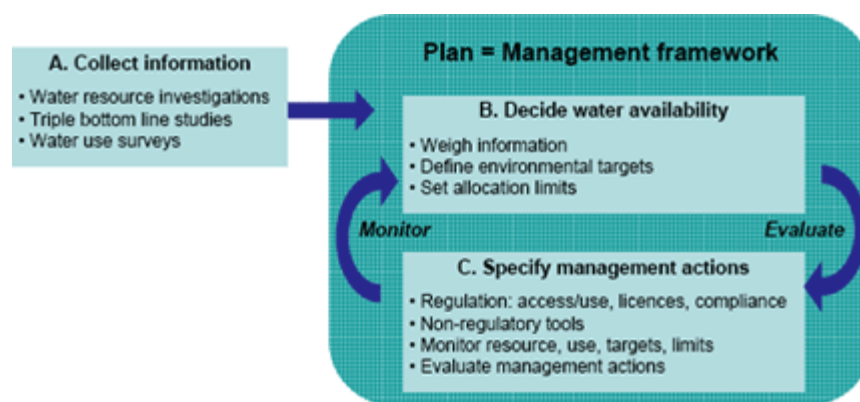 A. Collect information
• Water resource investigations
• Triple bottom line studies
• Water use surveys
Plan = Management framework
B. Decide water availability
• Weigh information
• Define environmental targets
• Set allocation limits
Monitor
Evaluate
C. Specify management actions
• Regulation: access/use, licences, compliance
• Non-regulatory tools
• Monitor resource, use, targets, limits
• Evaluate management actions